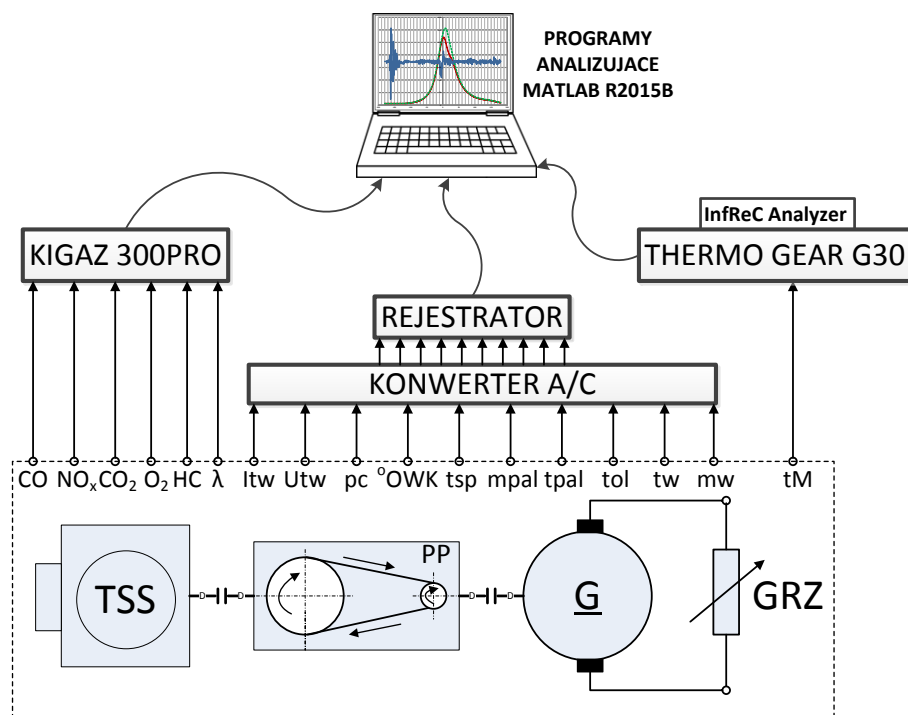 PROGRAMY
ANALIZUJACE
MATLAB R2015B
InfReC Analyzer
KIGAZ 300PRO
THERMO GEAR G30
REJESTRATOR
KONWERTER A/C
CO NOₓ CO₂ O₂ HC λ Itw Utw pc °OWK tsp mpal tpal tol tw mw tM
PP
TSS
D D
D D
G
GRZ